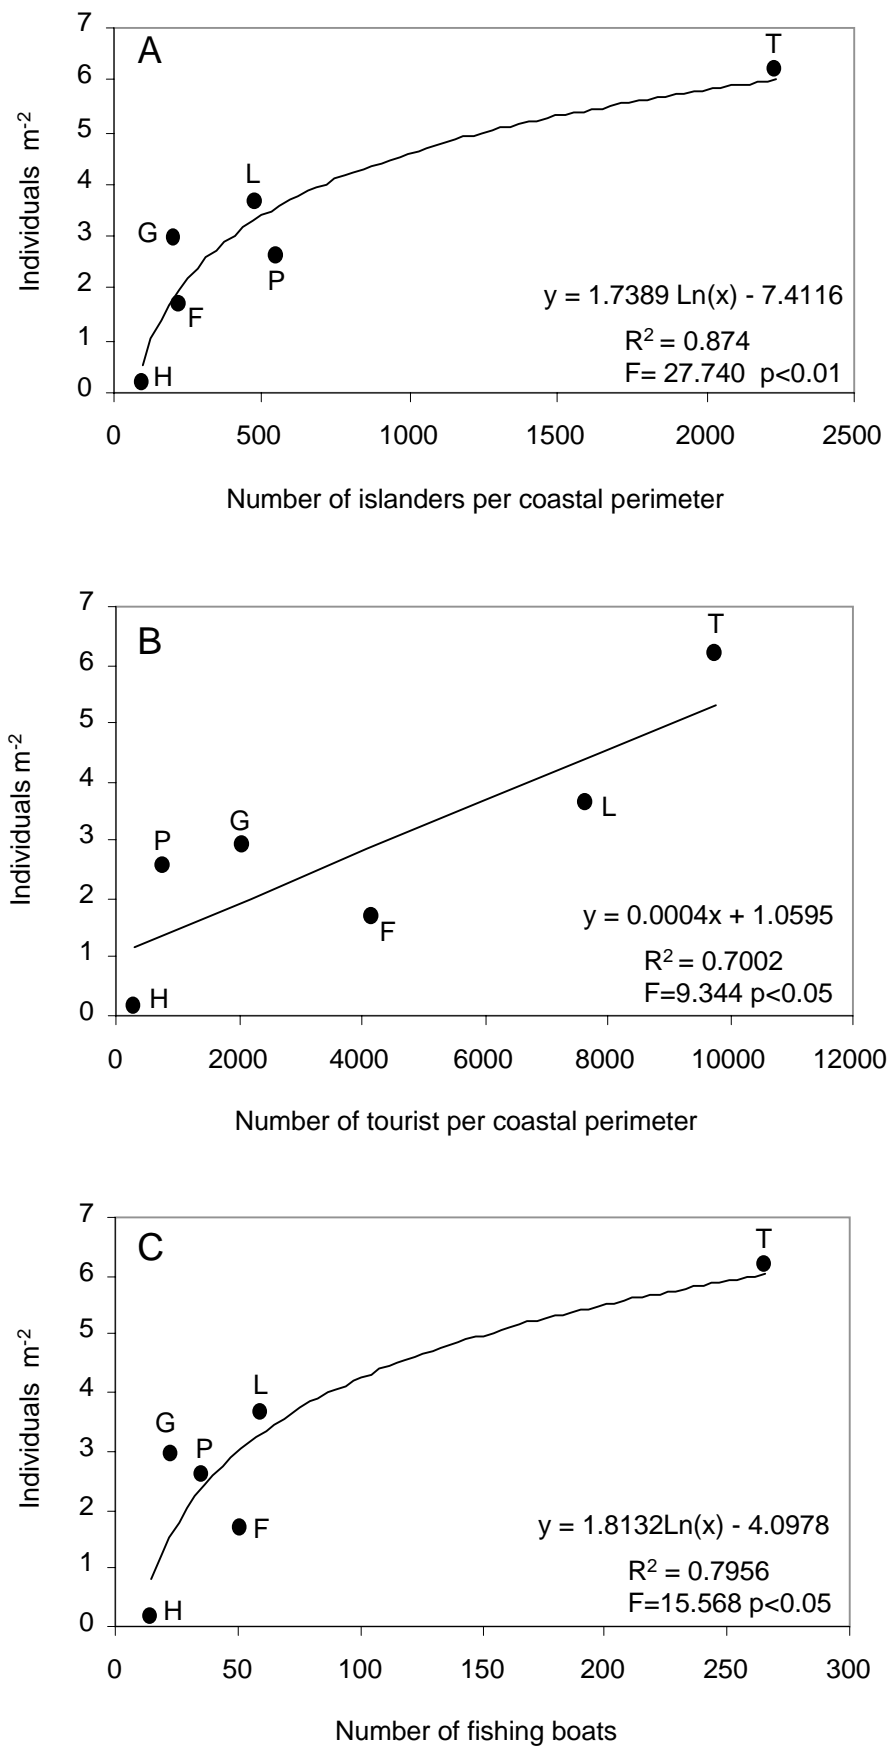 7
A
T
6
5
L
4
G
3
P
2
y = 1.7389 Ln(x) - 7.4116
F
1
R² = 0.874
H
F= 27.740 p<0.01
0
0 500 1000 1500 2000 2500
Individuals m⁻²
Number of islanders per coastal perimeter
7
B
T
6
5
4
L
P
G
3
2
F
y = 0.0004x + 1.0595
1
R² = 0.7002
H
F=9.344 p<0.05
0
0 2000 4000 6000 8000 10000 12000
Individuals m⁻²
Number of tourist per coastal perimeter
7
C
T
6
5
L
4
G
P
3
2
F
y = 1.8132Ln(x) - 4.0978
1
R² = 0.7956
H
F=15.568 p<0.05
0
0 50 100 150 200 250 300
Individuals m⁻²
Number of fishing boats